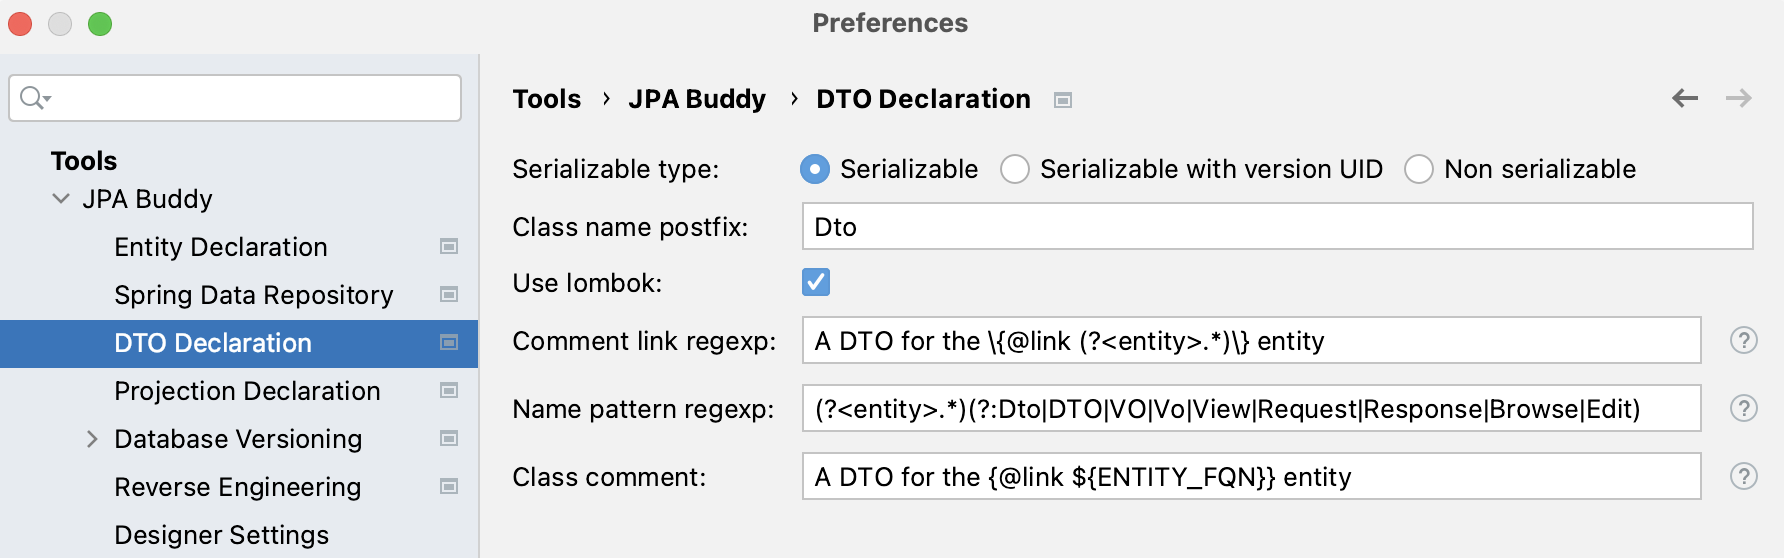 Preferences
Tools
JPA Buddy
Entity Declaration
Spring Data Repository
DTO Declaration
Projection Declaration
Database Versioning
Reverse Engineering
Designer Settings
Tools › JPA Buddy › DTO Declaration
Serializable type: Serializable Serializable with version UID Non serializable
Class name postfix: Dto
Use lombok:
Comment link regexp: A DTO for the \{@link (?<entity>.*)\} entity ?
Name pattern regexp: (?<entity>.*)(?:Dto|DTO|VO|Vo|View|Request|Response|Browse|Edit) ?
Class comment: A DTO for the {@link ${ENTITY_FQN}} entity ?